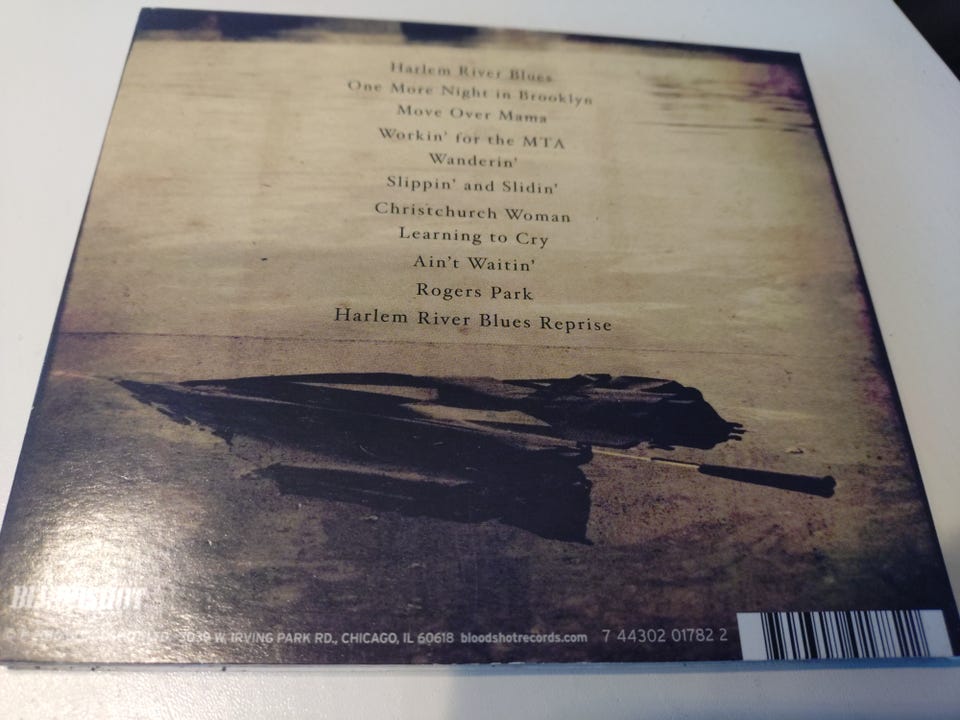 Harlem River Blues
One More Night in Brooklyn
Move Over Mama
Workin' for the MTA
Wanderin'
Slippin' and Slidin'
Christchurch Woman
Learning to Cry
Ain't Waitin'
Rogers Park
Harlem River Blues Reprise
BLOODSHOT
3039 W. IRVING PARK RD., CHICAGO, IL 60618 bloodshotrecords.com 7 44302 01782 2